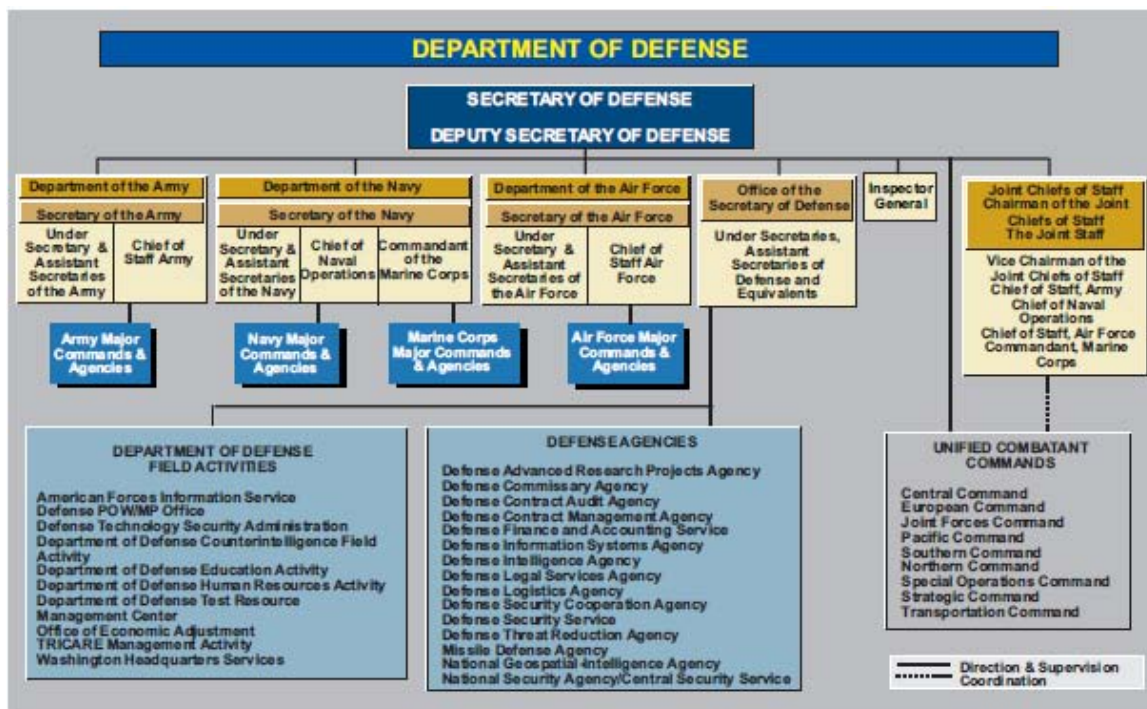 DEPARTMENT OF DEFENSE
SECRETARY OF DEFENSE
DEPUTY SECRETARY OF DEFENSE
Department of the Army
Secretary of the Army
Under
Secretary &
Assistant
Secretaries
of the Army
Chief of
Staff Army
Army Major
Commands &
Agencies
Department of the Navy
Secretary of the Navy
Under
Secretary &
Assistant
Secretaries
of the Navy
Chief of
Naval
Operations
Commandant
of the
Marine Corps
Navy Major
Commands &
Agencies
Marine Corps
Major Commands
& Agencies
Department of the Air Force
Secretary of the Air Force
Under
Secretary &
Assistant
Secretaries of
the Air Force
Chief of
Staff Air
Force
Air Force Major
Commands &
Agencies
Office of the
Secretary of Defense
Under Secretaries,
Assistant
Secretaries of
Defense and
Equivalents
Inspector
General
Joint Chiefs of Staff
Chairman of the Joint
Chiefs of Staff
The Joint Staff
Vice Chairman of the
Joint Chiefs of Staff
Chief of Staff, Army
Chief of Naval
Operations
Chief of Staff, Air Force
Commandant, Marine
Corps
DEPARTMENT OF DEFENSE
FIELD ACTIVITIES
American Forces Information Service
Defense POW/MP Office
Defense Technology Security Administration
Department of Defense Counterintelligence Field
Activity
Department of Defense Education Activity
Department of Defense Human Resources Activity
Department of Defense Test Resource
Management Center
Office of Economic Adjustment
TRICARE Management Activity
Washington Headquarters Services
DEFENSE AGENCIES
Defense Advanced Research Projects Agency
Defense Commissary Agency
Defense Contract Audit Agency
Defense Contract Management Agency
Defense Finance and Accounting Service
Defense Information Systems Agency
Defense Intelligence Agency
Defense Legal Services Agency
Defense Logistics Agency
Defense Security Cooperation Agency
Defense Security Service
Defense Threat Reduction Agency
Missile Defense Agency
National Geospatial-Intelligence Agency
National Security Agency/Central Security Service
UNIFIED COMBATANT
COMMANDS
Central Command
European Command
Joint Forces Command
Pacific Command
Southern Command
Northern Command
Special Operations Command
Strategic Command
Transportation Command
Direction & Supervision
Coordination